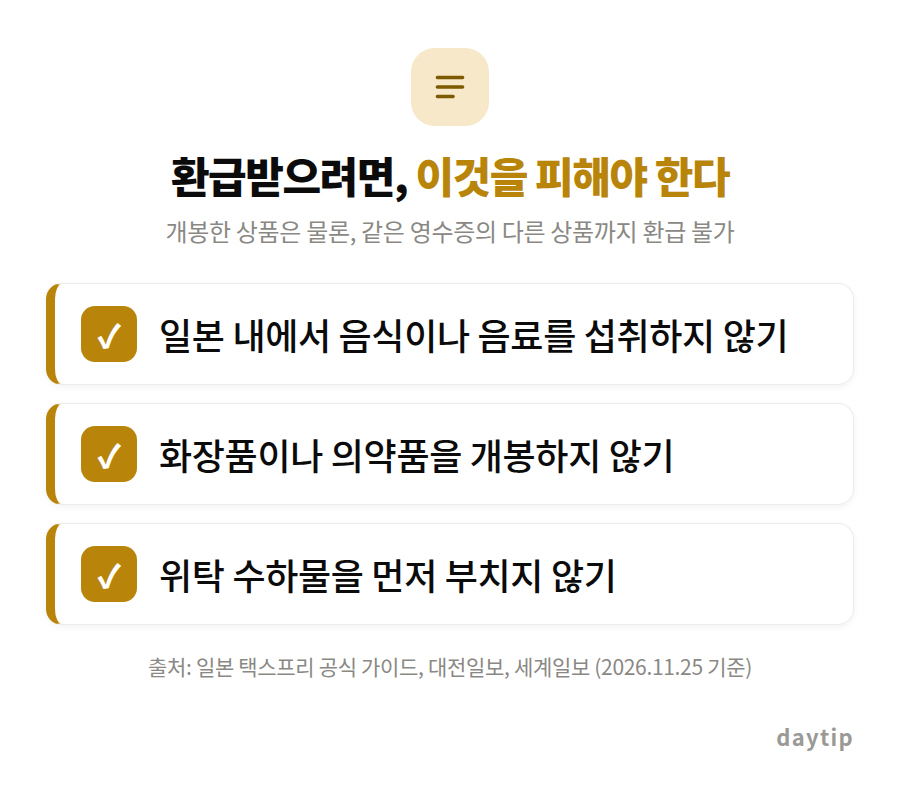 환급받으려면, 이것을 피해야 한다
개봉한 상품은 물론, 같은 영수증의 다른 상품까지 환급 불가
일본 내에서 음식이나 음료를 섭취하지 않기
화장품이나 의약품을 개봉하지 않기
위탁 수하물을 먼저 부치지 않기
출처: 일본 택스프리 공식 가이드, 대전일보, 세계일보 (2026.11.25 기준)
daytip